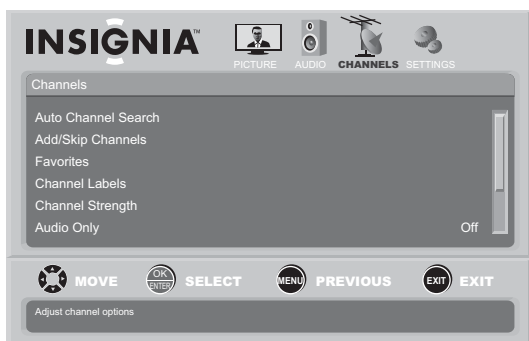 INSIGNIA™
PICTURE AUDIO CHANNELS SETTINGS
Channels
Auto Channel Search
Add/Skip Channels
Favorites
Channel Labels
Channel Strength
Audio Only Off
MOVE OK ENTER SELECT MENU PREVIOUS EXIT EXIT
Adjust channel options